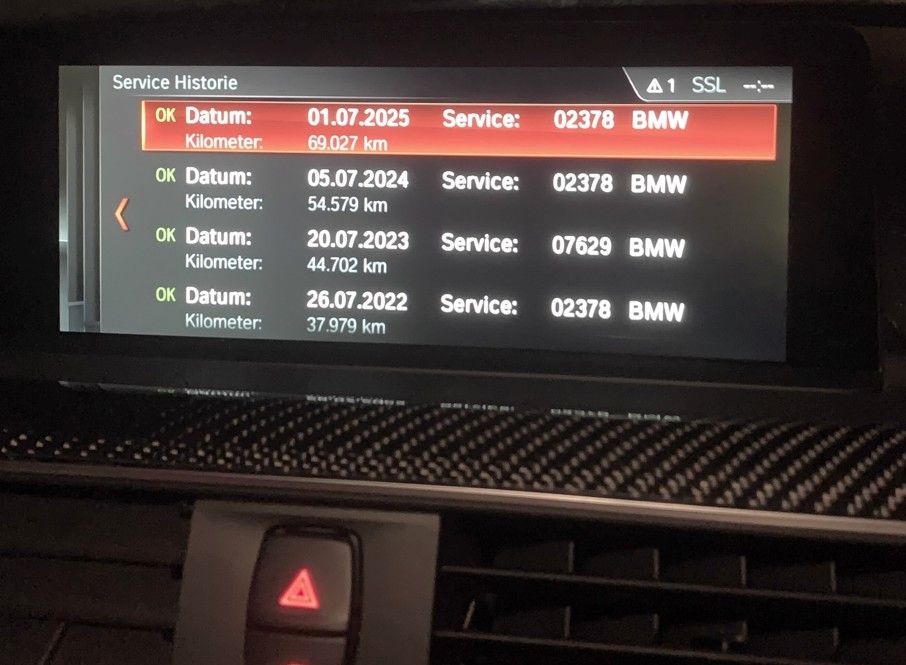 Service Historie
1 SSL --:--
OK Datum: 01.07.2025 Service: 02378 BMW
Kilometer: 69.027 km
OK Datum: 05.07.2024 Service: 02378 BMW
Kilometer: 54.579 km
OK Datum: 20.07.2023 Service: 07629 BMW
Kilometer: 44.702 km
OK Datum: 26.07.2022 Service: 02378 BMW
Kilometer: 37.979 km